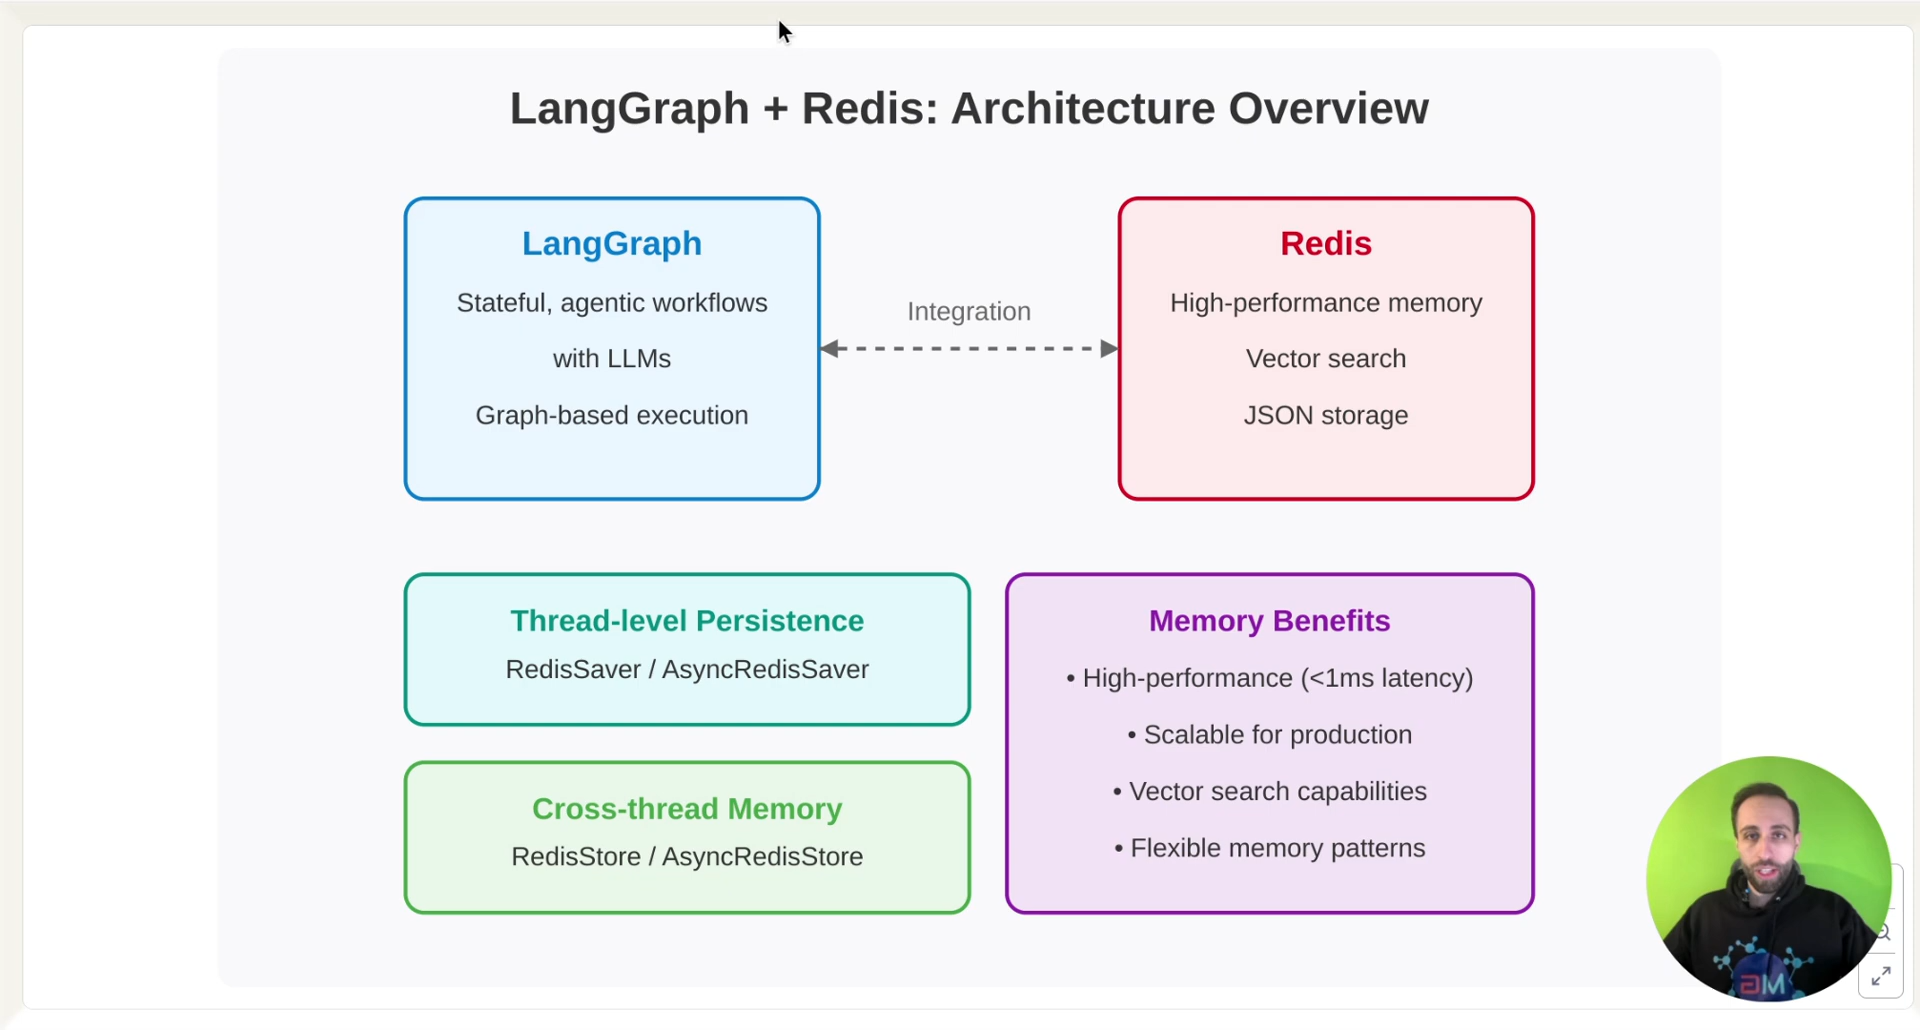 LangGraph + Redis: Architecture Overview
LangGraph
Stateful, agentic workflows
with LLMs
Graph-based execution
Integration
Redis
High-performance memory
Vector search
JSON storage
Thread-level Persistence
RedisSaver / AsyncRedisSaver
Cross-thread Memory
RedisStore / AsyncRedisStore
Memory Benefits
• High-performance (<1ms latency)
• Scalable for production
• Vector search capabilities
• Flexible memory patterns